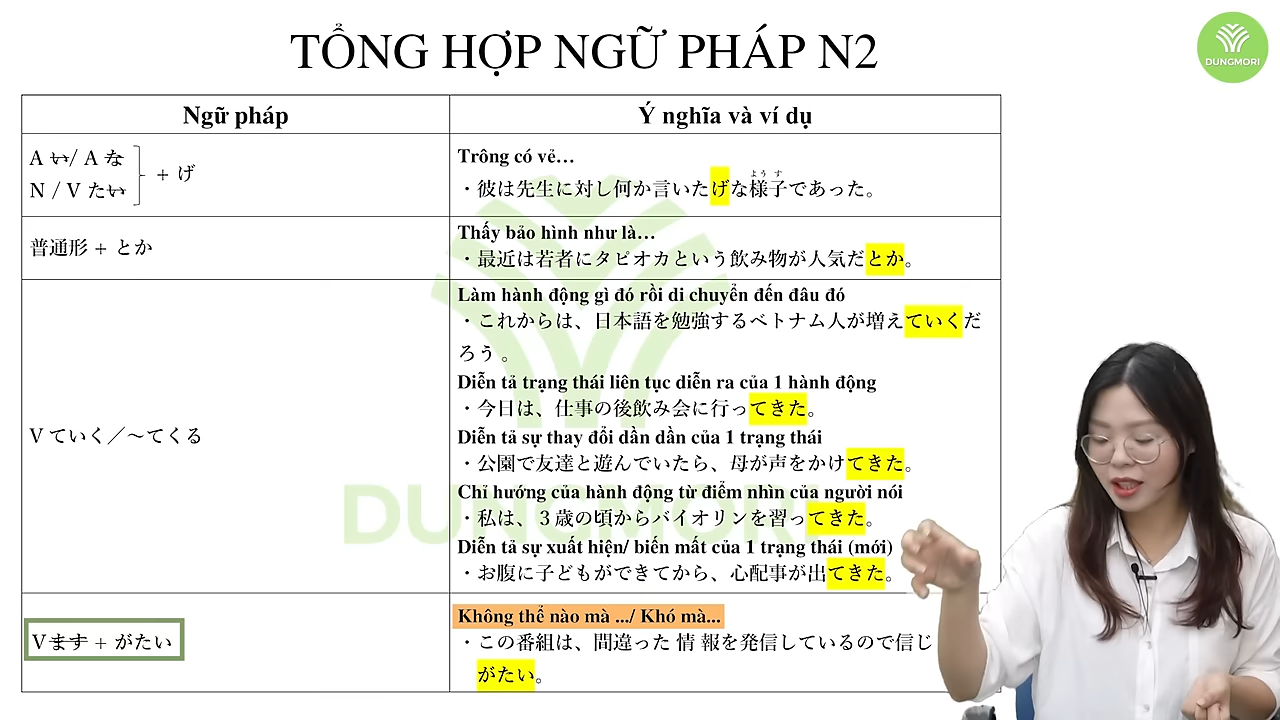 TỔNG HỢP NGỮ PHÁP N2
DUNGMORI
Ngữ pháp
Ý nghĩa và ví dụ
A い/ A な
N / V たい
+ げ
Trông có vẻ…
・彼は先生に対し何か言いたげな様子であった。
よう す
普通形 + とか
Thấy bảo hình như là…
・最近は若者にタピオカという飲み物が人気だとか。
V ていく／〜てくる
Làm hành động gì đó rồi di chuyển đến đâu đó
・これからは、日本語を勉強するベトナム人が増えていくだ
ろう 。
Diễn tả trạng thái liên tục diễn ra của 1 hành động
・今日は、仕事の後飲み会に行ってきた。
Diễn tả sự thay đổi dần dần của 1 trạng thái
・公園で友達と遊んでいたら、母が声をかけてきた。
Chỉ hướng của hành động từ điểm nhìn của người nói
・私は、３歳の頃からバイオリンを習ってきた。
Diễn tả sự xuất hiện/ biến mất của 1 trạng thái (mới)
・お腹に子どもができてから、心配事が出てきた。
Vます + がたい
Không thể nào mà .../ Khó mà...
・この番組は、間違った 情 報を発信しているので信じ
がたい。
DUNGMORI